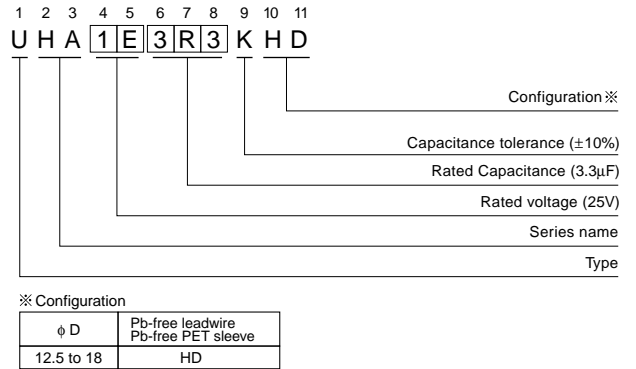 1 2 3 4 5 6 7 8 9 10 11
U H A 1 E 3 R 3 K H D
Configuration※
Capacitance tolerance (±10%)
Rated Capacitance (3.3µF)
Rated voltage (25V)
Series name
Type
※Configuration
ϕ D
Pb-free leadwire
Pb-free PET sleeve
12.5 to 18 HD